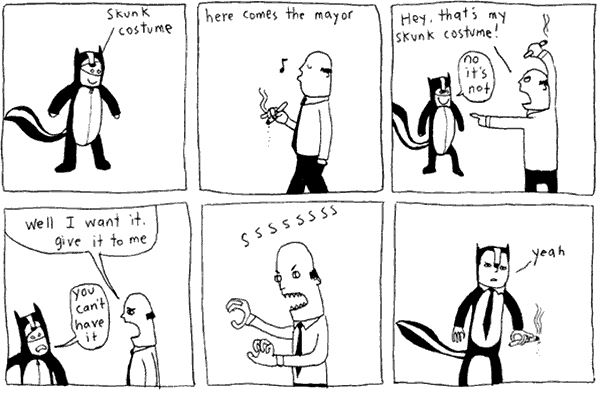 skunk
costume
here comes the mayor
Hey, that's my
skunk costume!
no
it's
not
well I want it.
give it to me
you
can't
have
it
ssssssss
yeah